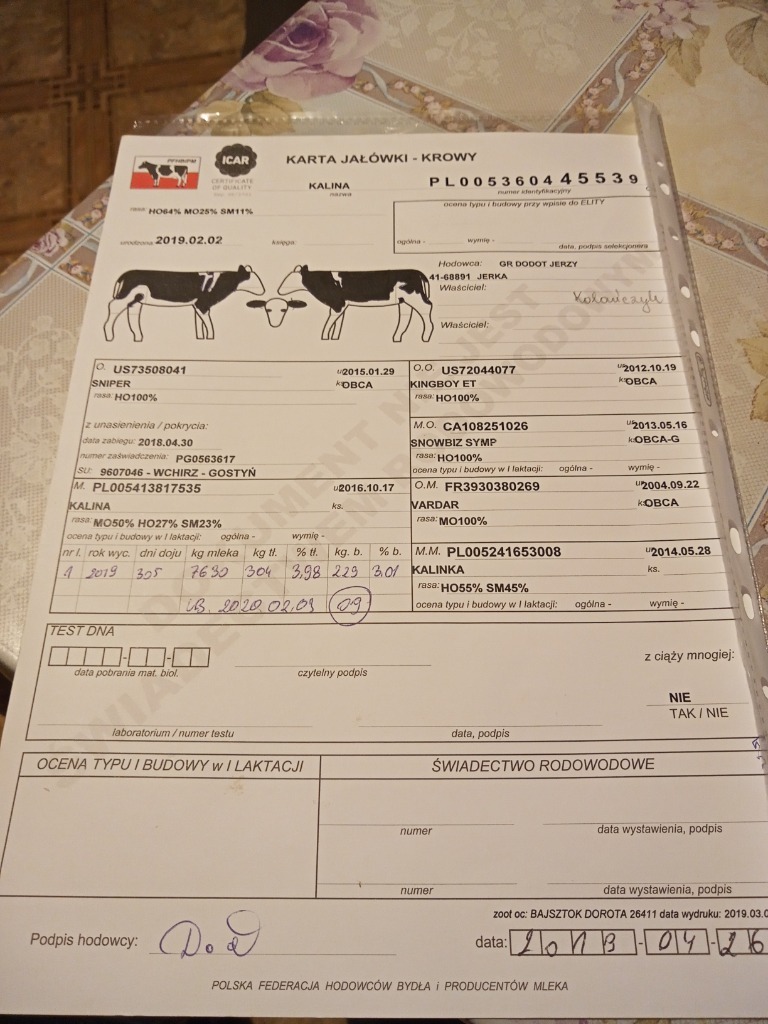 PFHBIPM
ICAR
CERTIFICATE
OF QUALITY
KARTA JAŁÓWKI - KROWY
KALINA
nazwa
PL005360445539
numer identyfikacyjny
rasa: HO64% MO25% SM11%
ocena typu i budowy przy wpisie do ELITY
urodzona: 2019.02.02
księga:
ogólna - wymię -
data, podpis selekcjonera
Hodowca: GR DODOT JERZY
41-68891 JERKA
Właściciel:
Kołańczyk
Właściciel:
O. US73508041 ur. 2015.01.29
SNIPER ks. OBCA
rasa: HO100%
z unasienienia / pokrycia:
data zabiegu: 2018.04.30
numer zaświadczenia: PG0563617
SU: 9607046 - WCHIRZ - GOSTYŃ
O.O. US72044077 ur. 2012.10.19
KINGBOY ET ks. OBCA
rasa: HO100%
M.O. CA108251026 ur. 2013.05.16
SNOWBIZ SYMP ks. OBCA-G
rasa: HO100%
ocena typu i budowy w I laktacji: ogólna - wymię -
M. PL005413817535 ur. 2016.10.17
KALINA ks.
rasa: MO50% HO27% SM23%
ocena typu i budowy w I laktacji: ogólna - wymię -
nr l. rok wyc. dni doju kg mleka kg tł. % tł. kg. b. % b.
1 2019 305 7630 304 3,98 229 3,01
2020.02.03 09
O.M. FR3930380269 ur. 2004.09.22
VARDAR ks. OBCA
rasa: MO100%
M.M. PL005241653008 ur. 2014.05.28
KALINKA ks.
rasa: HO55% SM45%
ocena typu i budowy w I laktacji: ogólna - wymię -
TEST DNA
data pobrania mat. biol.
czytelny podpis
z ciąży mnogiej:
NIE
TAK / NIE
laboratorium / numer testu
data, podpis
OCENA TYPU I BUDOWY w I LAKTACJI
ŚWIADECTWO RODOWODOWE
numer data wystawienia, podpis
numer data wystawienia, podpis
zoot oc: BAJSZTOK DOROTA 26411 data wydruku: 2019.03.0
Podpis hodowcy:
data: 2013-04-26
POLSKA FEDERACJA HODOWCÓW BYDŁA i PRODUCENTÓW MLEKA